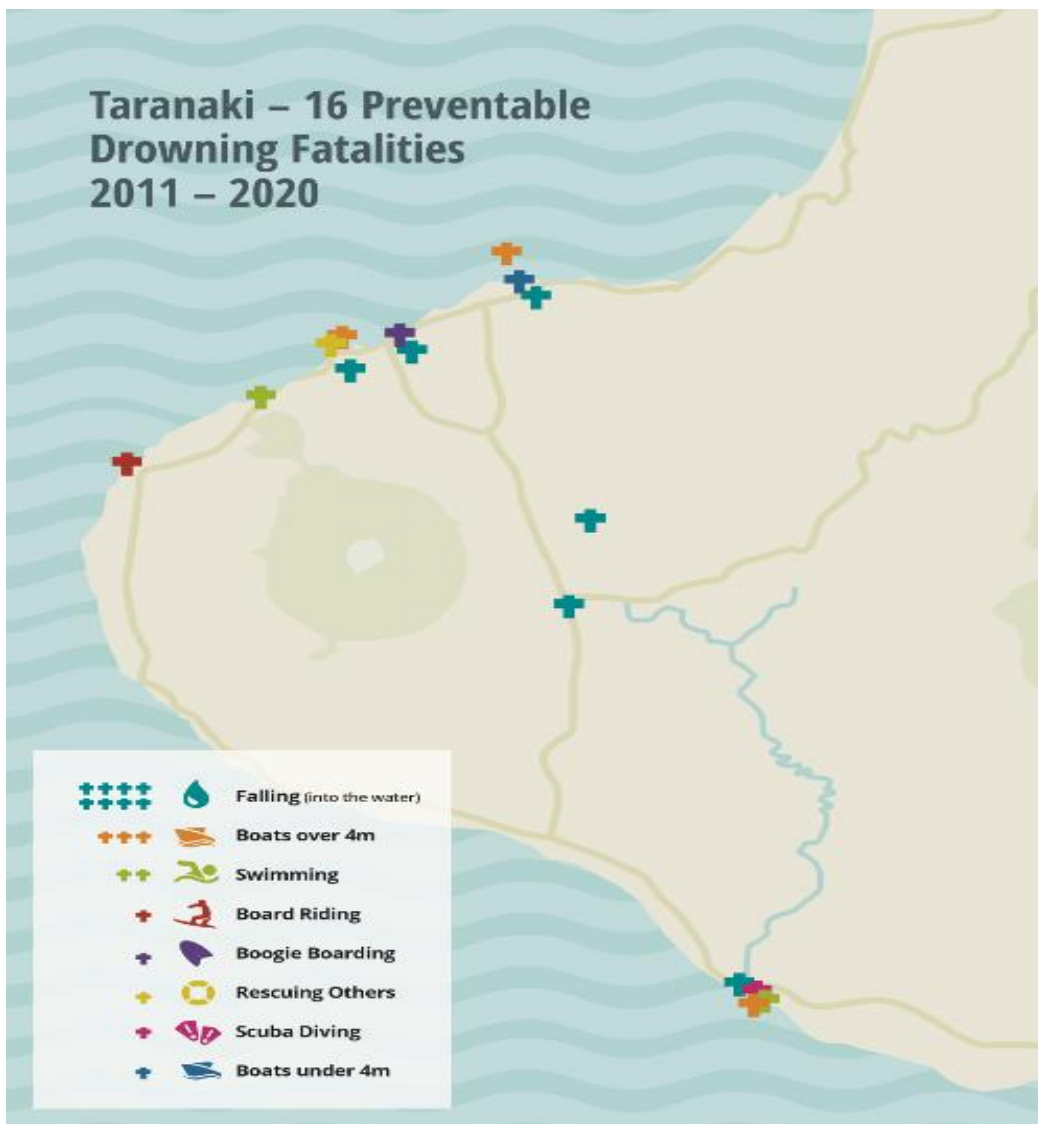 Taranaki – 16 Preventable
Drowning Fatalities
2011 – 2020
Falling (into the water)
Boats over 4m
Swimming
Board Riding
Boogie Boarding
Rescuing Others
Scuba Diving
Boats under 4m